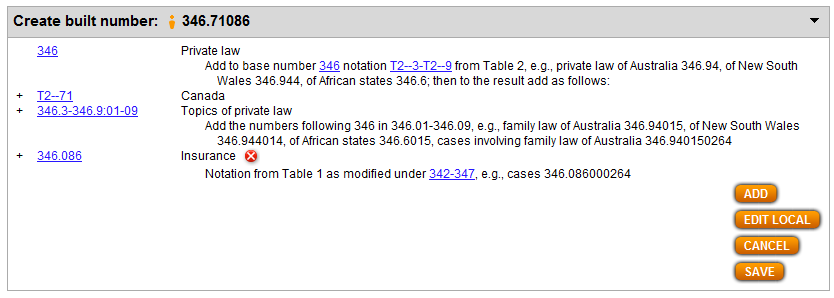 Create built number: 346.71086
346 Private law
Add to base number 346 notation T2--3-T2--9 from Table 2, e.g., private law of Australia 346.94, of New South
Wales 346.944, of African states 346.6; then to the result add as follows:
+ T2--71 Canada
+ 346.3-346.9:01-09 Topics of private law
Add the numbers following 346 in 346.01-346.09, e.g., family law of Australia 346.94015, of New South Wales
346.944014, of African states 346.6015, cases involving family law of Australia 346.940150264
+ 346.086 Insurance
Notation from Table 1 as modified under 342-347, e.g., cases 346.086000264
ADD
EDIT LOCAL
CANCEL
SAVE